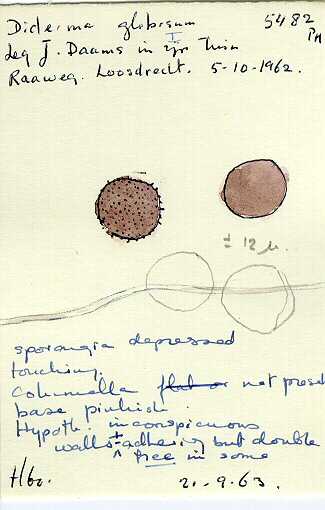 Diderma globosum 5482
leg J. Daams in zijn tuin PM
Raaweg. Loosdrecht. 5-10-1962.
± 12 µ.
sporangia depressed
touching.
Columella flat or not present
base pinkish.
Hypoth. inconspicuous
walls ± adhering but double
free in some
Hbo. 21-9-63.